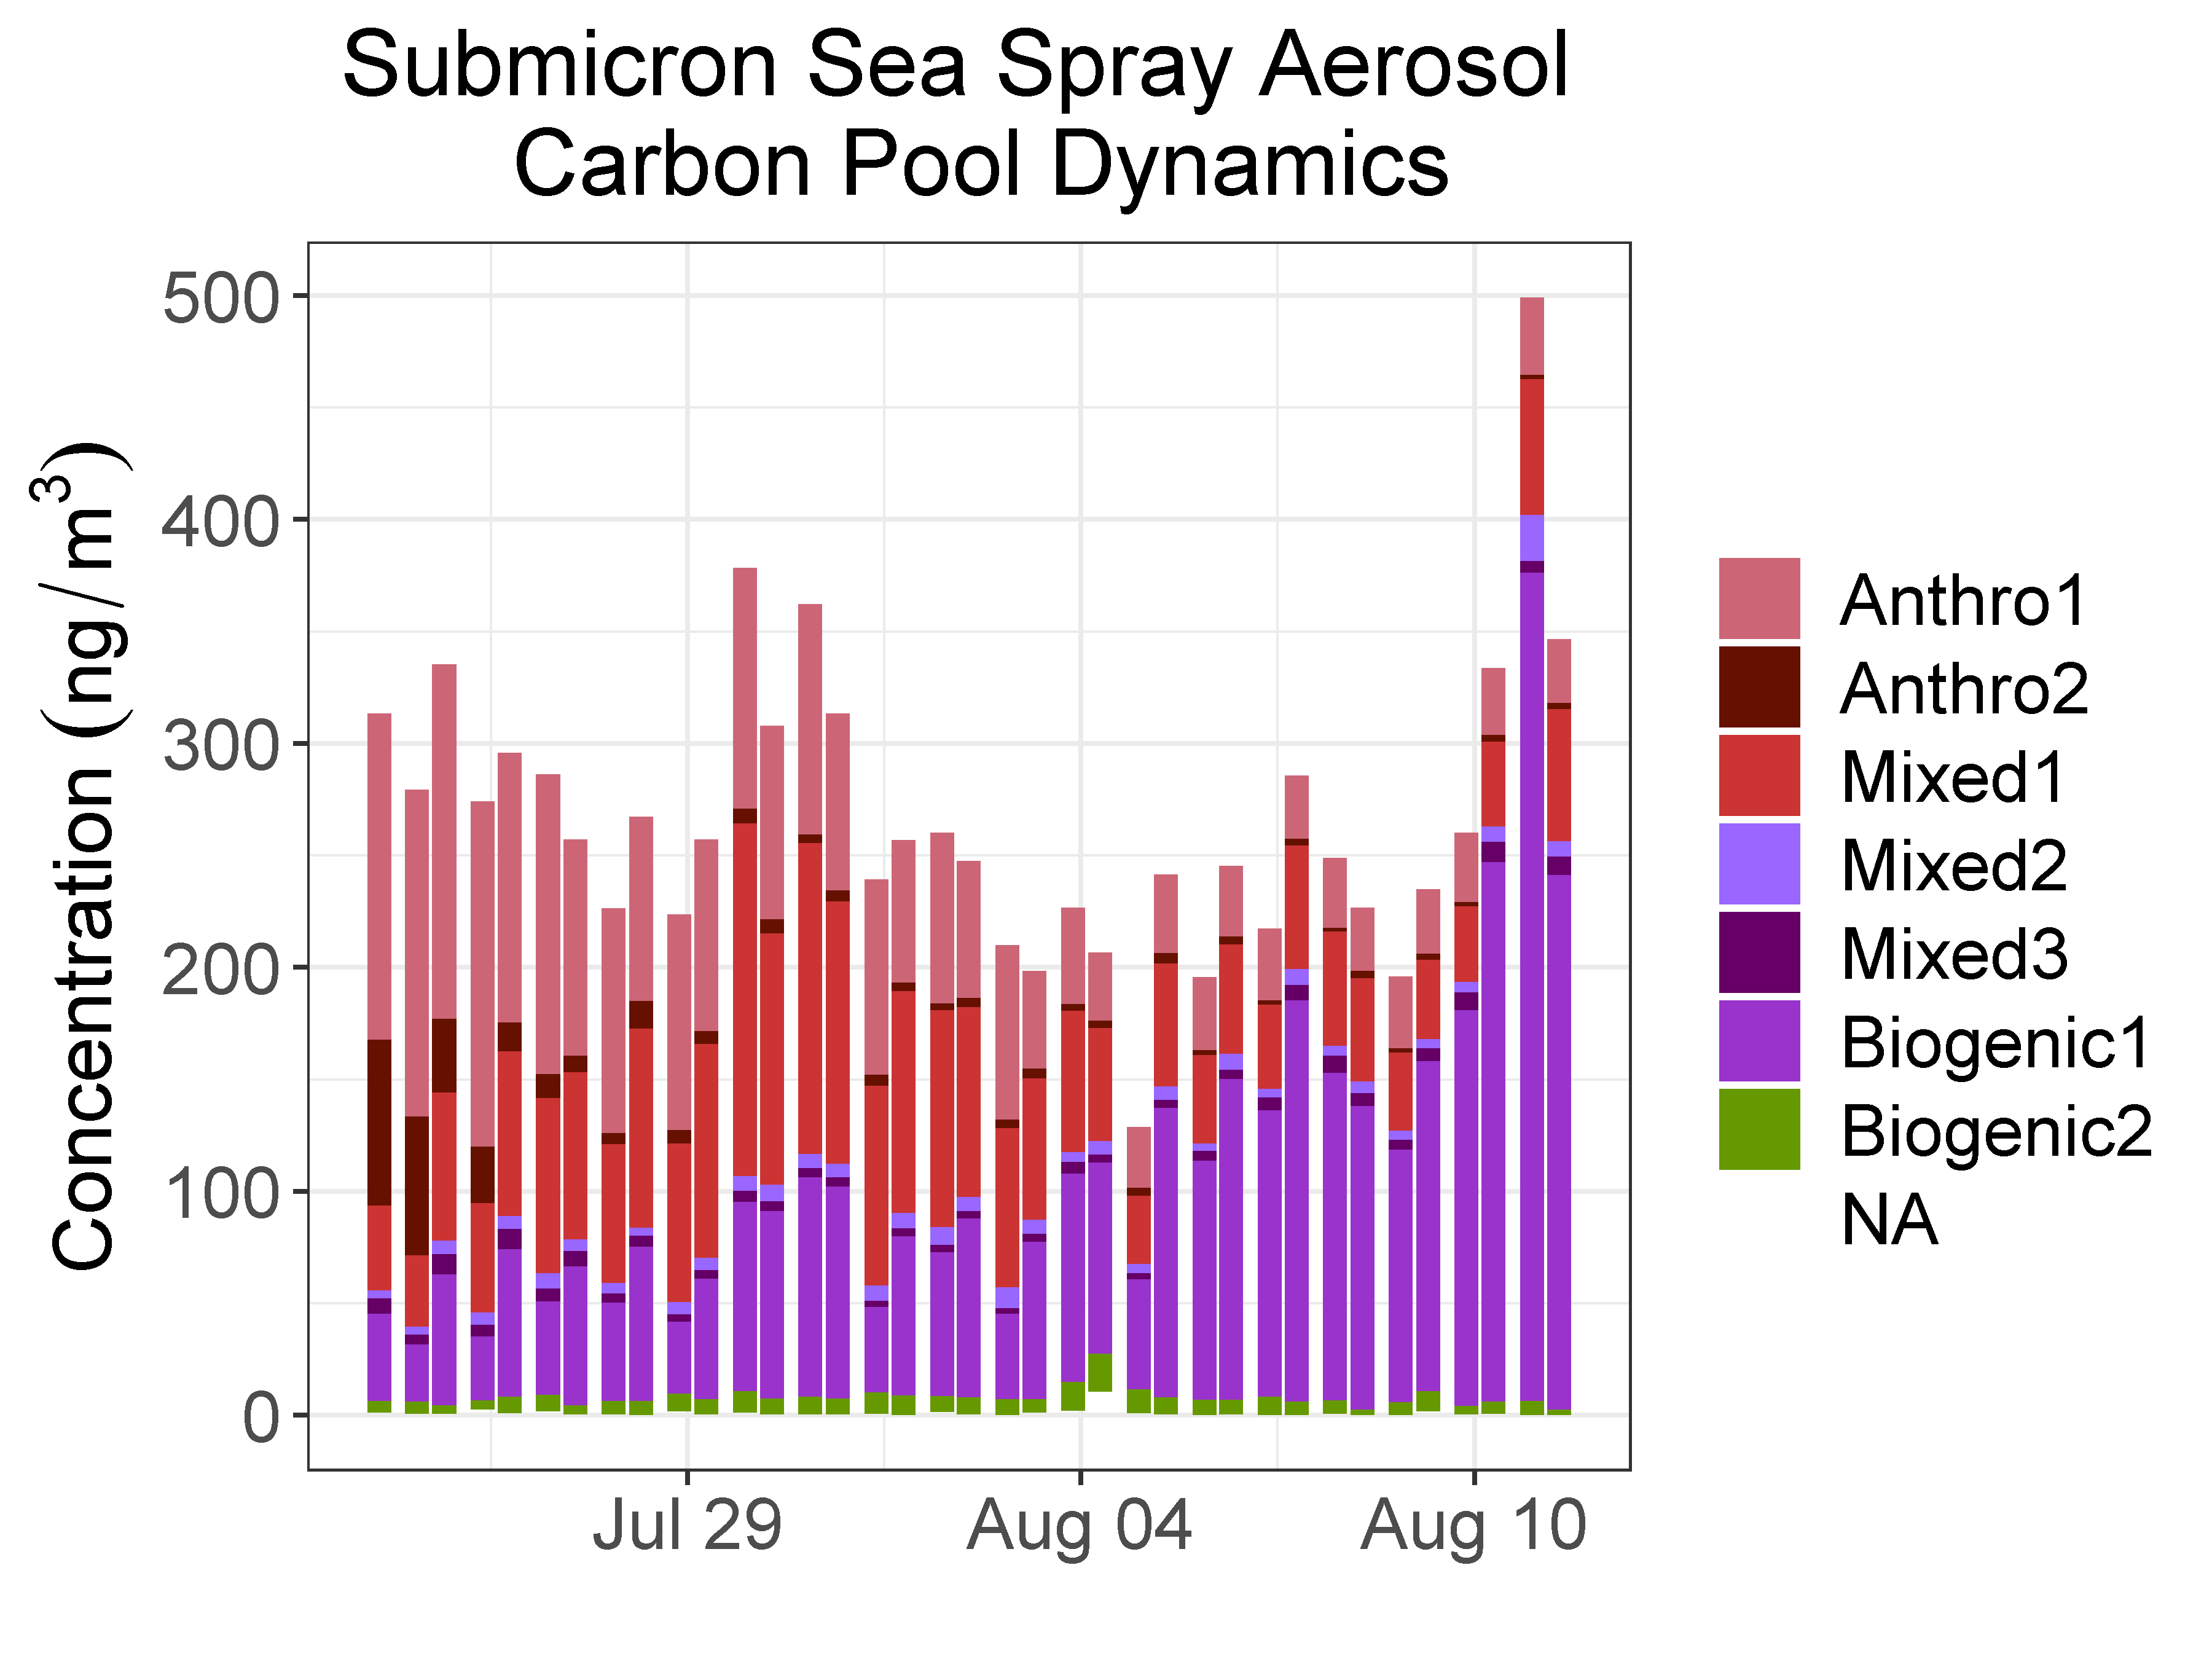 Submicron Sea Spray Aerosol
Carbon Pool Dynamics
Concentration (ng/m³)
500
400
300
200
100
0
Jul 29
Aug 04
Aug 10
Anthro1
Anthro2
Mixed1
Mixed2
Mixed3
Biogenic1
Biogenic2
NA